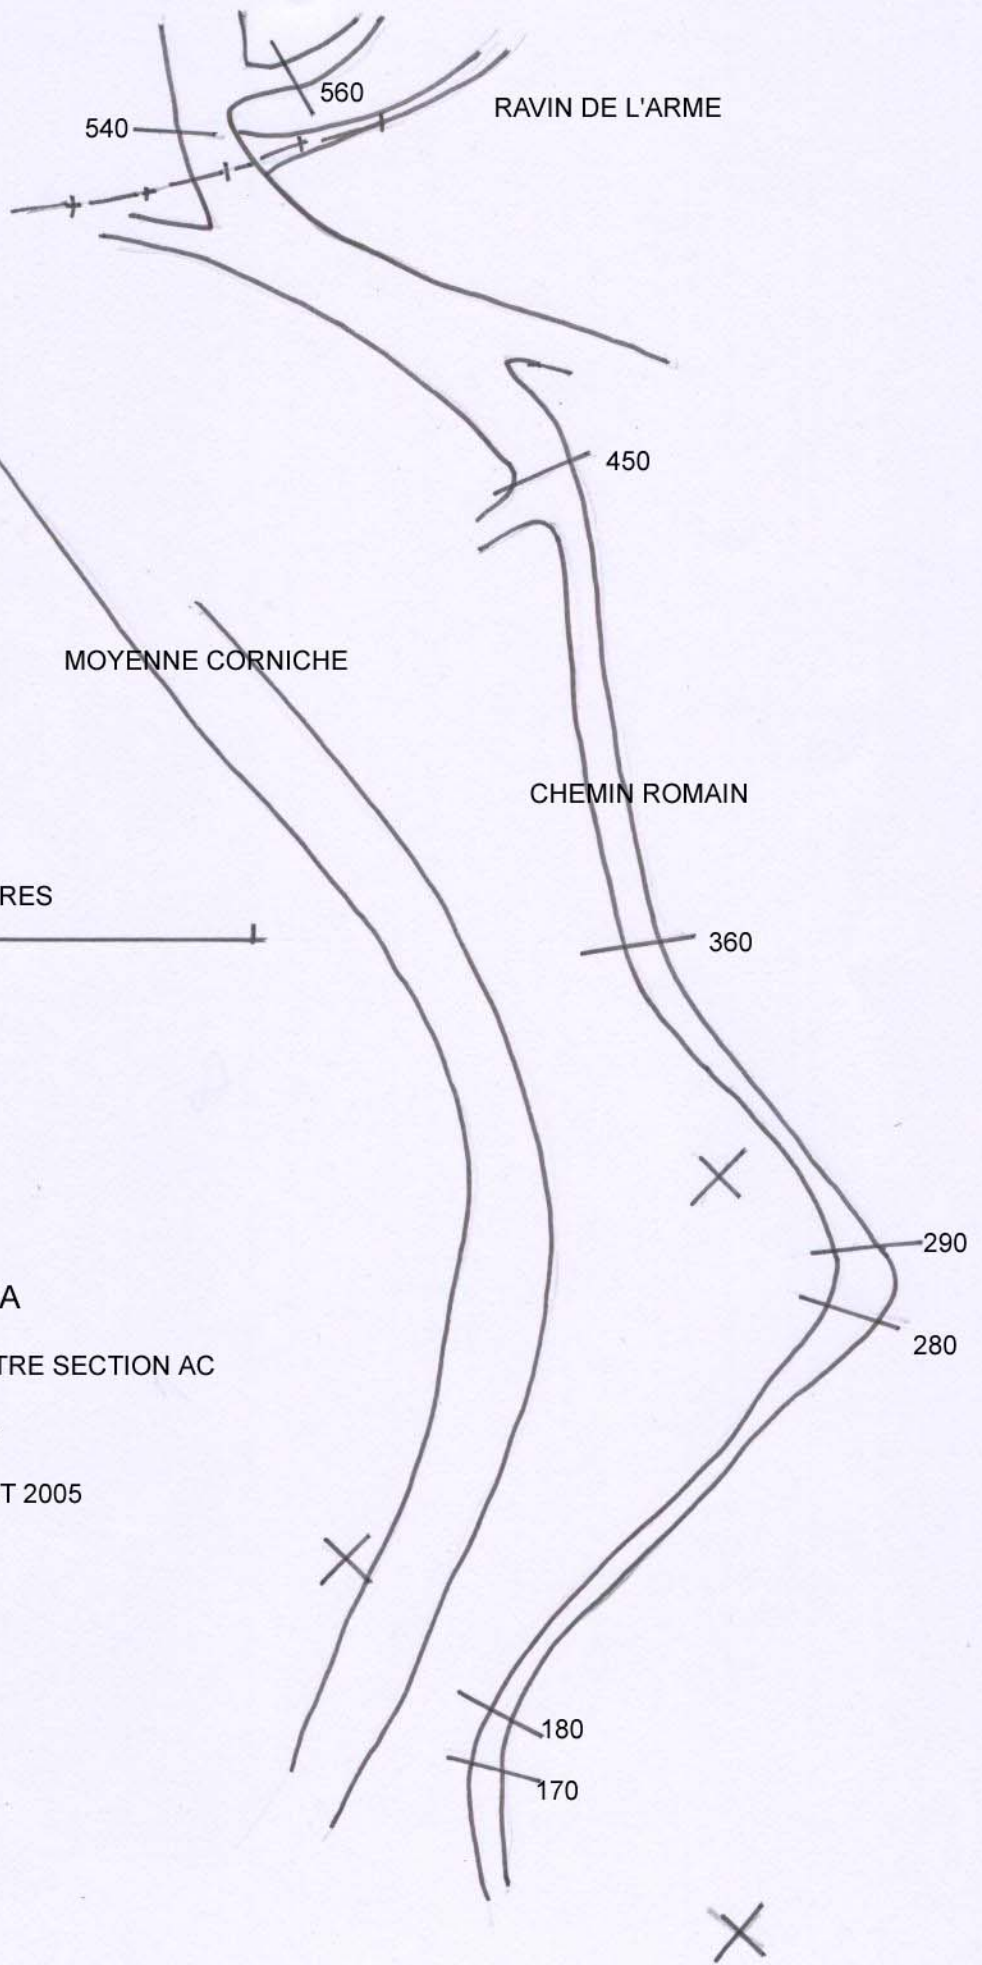 560
RAVIN DE L'ARME
540
450
MOYENNE CORNICHE
CHEMIN ROMAIN
RES
360
290
A
280
TRE SECTION AC
T 2005
180
170